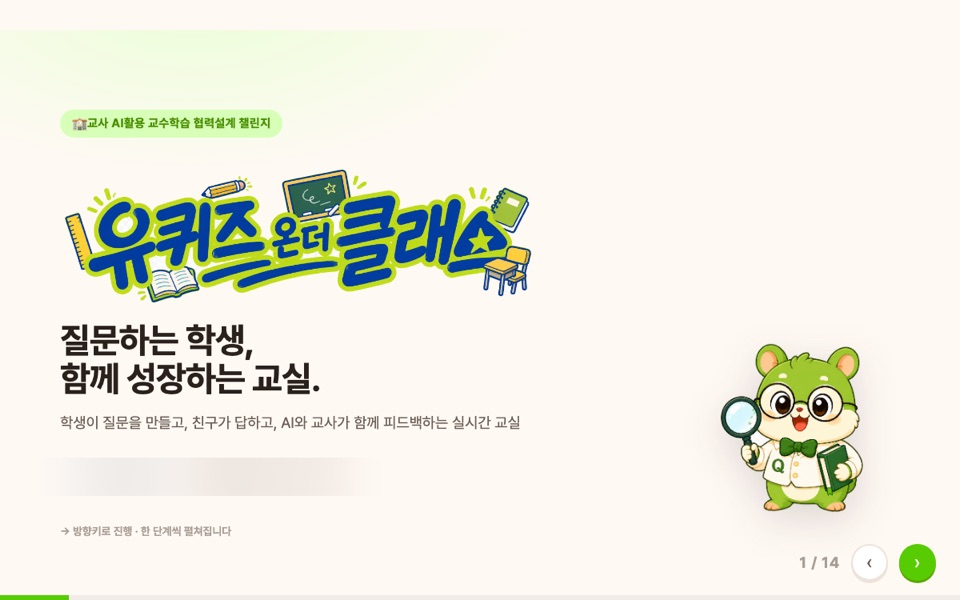 🏫교사 AI활용 교수학습 협력설계 챌린지
유퀴즈 온더 클래스
질문하는 학생,
함께 성장하는 교실.
학생이 질문을 만들고, 친구가 답하고, AI와 교사가 함께 피드백하는 실시간 교실
Q
→ 방향키로 진행 · 한 단계씩 펼쳐집니다
1 / 14 ‹ ›